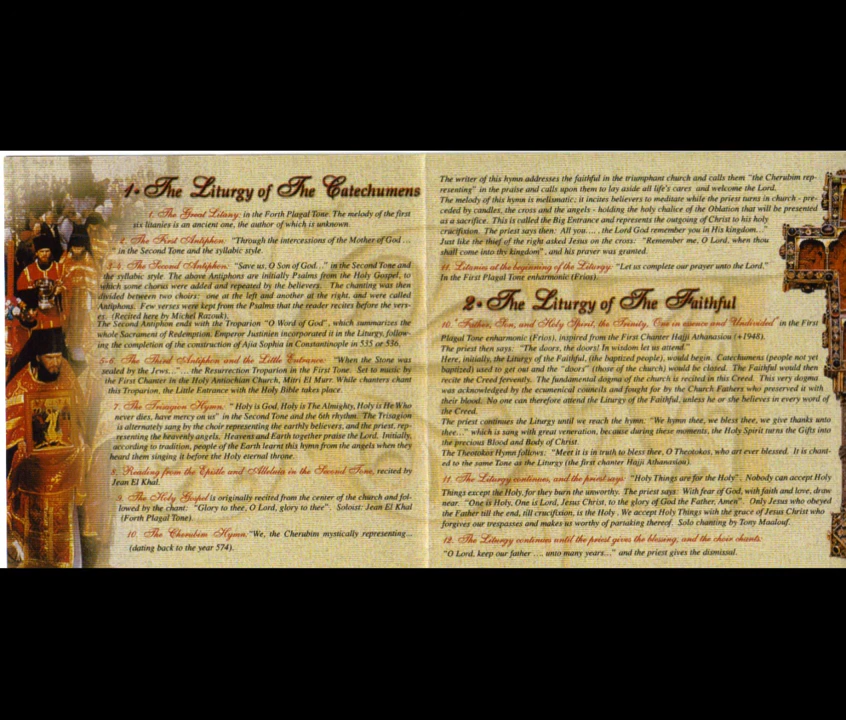 1• The Liturgy of The Catechumens
1. The Great Litany: in the Forth Plagal Tone. The melody of the first
six litanies is an ancient one, the author of which is unknown.
2. The First Antiphon: "Through the intercessions of the Mother of God ...
in the Second Tone and the syllabic style.
3-4. The Second Antiphon: "Save us, O Son of God..." in the Second Tone and
the syllabic style. The above Antiphons are initially Psalms from the Holy Gospel, to
which some chorus were added and repeated by the believers. The chanting was then
divided between two choirs: one at the left and another at the right, and were called
Antiphons. Few verses were kept from the Psalms that the reader recites before the ver-
es. (Recited here by Michel Razouk).
The Second Antiphon ends with the Troparion "O Word of God", which summarizes the
whole Sacrament of Redemption. Emperor Justinien incorporated it in the Liturgy, follow-
ing the completion of the construction of Ajia Sophia in Constantinople in 535 or 536.
5-6. The Third Antiphon and the Little Entrance: "When the Stone was
sealed by the Jews..."... the Resurrection Troparion in the First Tone. Set to music by
the First Chanter in the Holy Antiochian Church, Mitri El Murr. While chanters chant
this Troparion, the Little Entrance with the Holy Bible takes place.
7. The Trisagion Hymn: "Holy is God, Holy is The Almighty, Holy is He Who
never dies, have mercy on us" in the Second Tone and the 6th rhythm. The Trisagion
is alternately sang by the choir representing the earthly believers, and the priest, rep-
resenting the heavenly angels. Heavens and Earth together praise the Lord. Initially,
according to tradition, people of the Earth learnt this hymn from the angels when they
heard them singing it before the Holy eternal throne.
8. Reading from the Epistle and Alleluia in the Second Tone, recited by
Jean El Khal.
9. The Holy Gospel is originally recited from the center of the church and fol-
lowed by the chant: "Glory to thee, O Lord, glory to thee". Soloist: Jean El Khal
(Forth Plagal Tone).
10. The Cherubim Hymn. "We, the Cherubim mystically representing...
(dating back to the year 574).
The writer of this hymn addresses the faithful in the triumphant church and calls them "the Cherubim rep-
resenting" in the praise and calls upon them to lay aside all life's cares and welcome the Lord.
The melody of this hymn is melismatic; it incites believers to meditate while the priest turns in church - pre-
ceded by candles, the cross and the angels - holding the holy chalice of the Oblation that will be presented
as a sacrifice. This is called the Big Entrance and represents the outgoing of Christ to his holy
crucifixion. The priest says then: All you...., the Lord God remember you in His kingdom..."
Just like the thief of the right asked Jesus on the cross: "Remember me, O Lord, when thou
shall come into thy kingdom", and his prayer was granted.
11. Litanies at the beginning of the Liturgy: "Let us complete our prayer unto the Lord."
In the First Plagal Tone enharmonic (Frios).
2• The Liturgy of The Faithful
10. "Father, Son, and Holy Spirit, the Trinity, One in essence and Undivided" in the First
Plagal Tone enharmonic (Frios), inspired from the First Chanter Hajji Athanasiou (+1948).
The priest then says: "The doors, the doors! In wisdom let us attend."
Here, initially, the Liturgy of the Faithful, (the baptized people), would begin. Catechumens (people not yet
baptized) used to get out and the "doors" (those of the church) would be closed. The Faithful would then
recite the Creed fervently. The fundamental dogma of the church is recited in this Creed. This very dogma
was acknowledged by the ecumenical councils and fought for by the Church Fathers who preserved it with
their blood. No one can therefore attend the Liturgy of the Faithful, unless he or she believes in every word of
the Creed.
The priest continues the Liturgy until we reach the hymn: "We hymn thee, we bless thee, we give thanks unto
thee..." which is sang with great veneration, because during these moments, the Holy Spirit turns the Gifts into
the precious Blood and Body of Christ.
The Theotokos Hymn follows: "Meet it is in truth to bless thee, O Theotokos, who art ever blessed. It is chant-
ed to the same Tone as the Liturgy (the first chanter Hajji Athanasiou).
11. The Liturgy continues, and the priest says: "Holy Things for the Holy". Nobody can accept Holy
Things except the Holy, for they burn the unworthy. The priest says: With fear of God, with faith and love, draw
near. "One is Holy, One is Lord, Jesus Christ, to the glory of God the Father, Amen". Only Jesus who obeyed
the Father till the end, till crucifixion, is the Holy. We accept Holy Things with the grace of Jesus Christ who
forgives our trespasses and makes us worthy of partaking thereof. Solo chanting by Tony Maalouf.
12. The Liturgy continues until the priest gives the blessing, and the choir chants:
"O Lord, keep our father .... unto many years..." and the priest gives the dismissal.